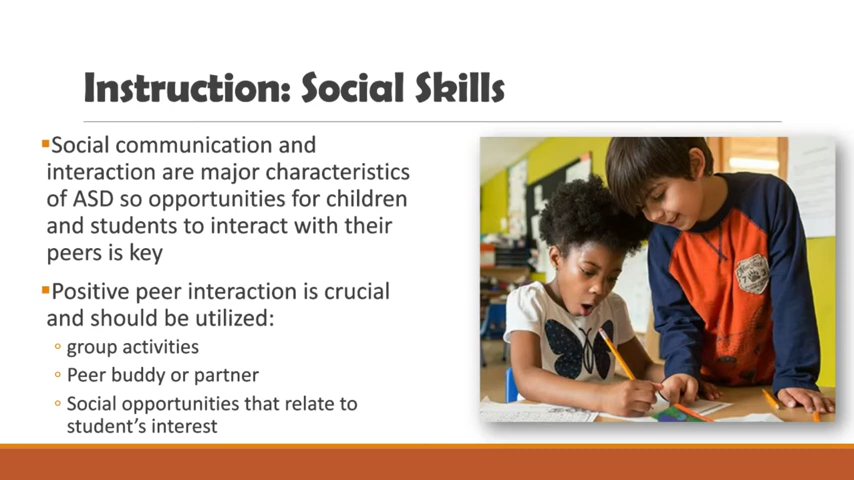 Instruction: Social Skills
▪Social communication and
interaction are major characteristics
of ASD so opportunities for children
and students to interact with their
peers is key
▪Positive peer interaction is crucial
and should be utilized:
◦ group activities
◦ Peer buddy or partner
◦ Social opportunities that relate to
student’s interest